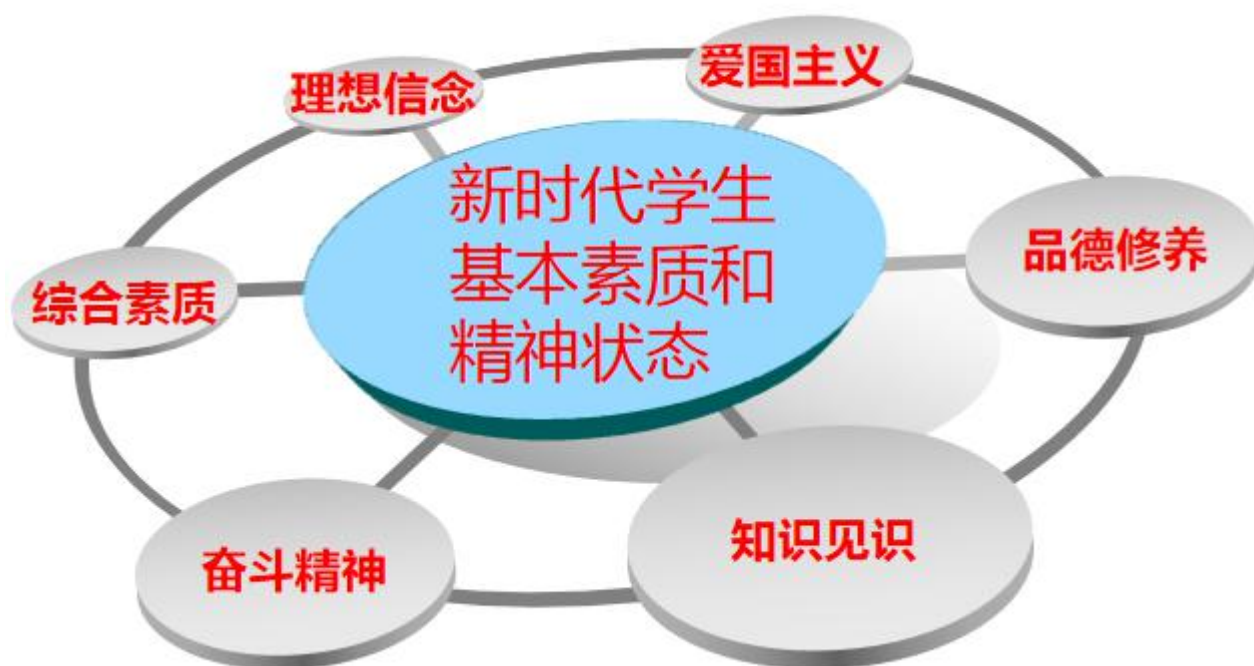 爱国主义
理想信念
新时代学生
基本素质和
精神状态
品德修养
综合素质
知识见识
奋斗精神